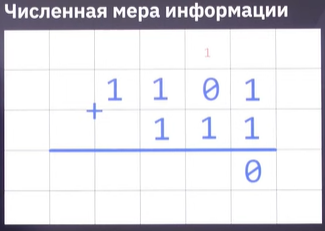 Численная мера информации
1
1 1 0 1
+
1 1 1
0